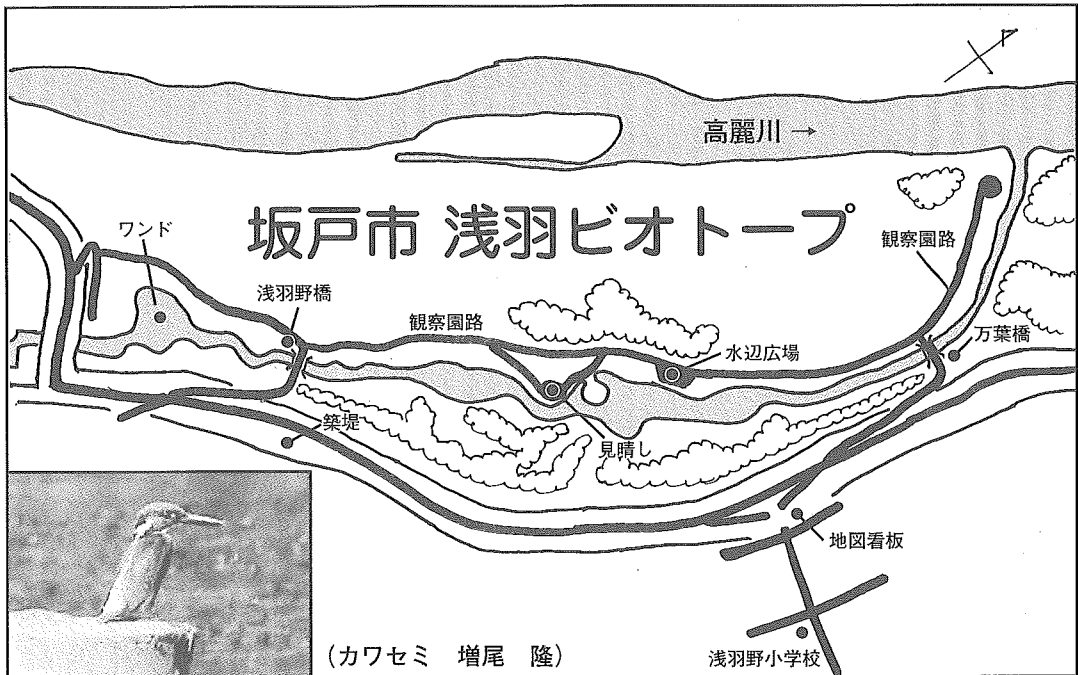 高麗川→
坂戸市 浅羽ビオトープ
ワンド
観察園路
浅羽野橋
観察園路
万葉橋
水辺広場
築堤
見晴し
地図看板
浅羽野小学校
(カワセミ 増尾 隆)